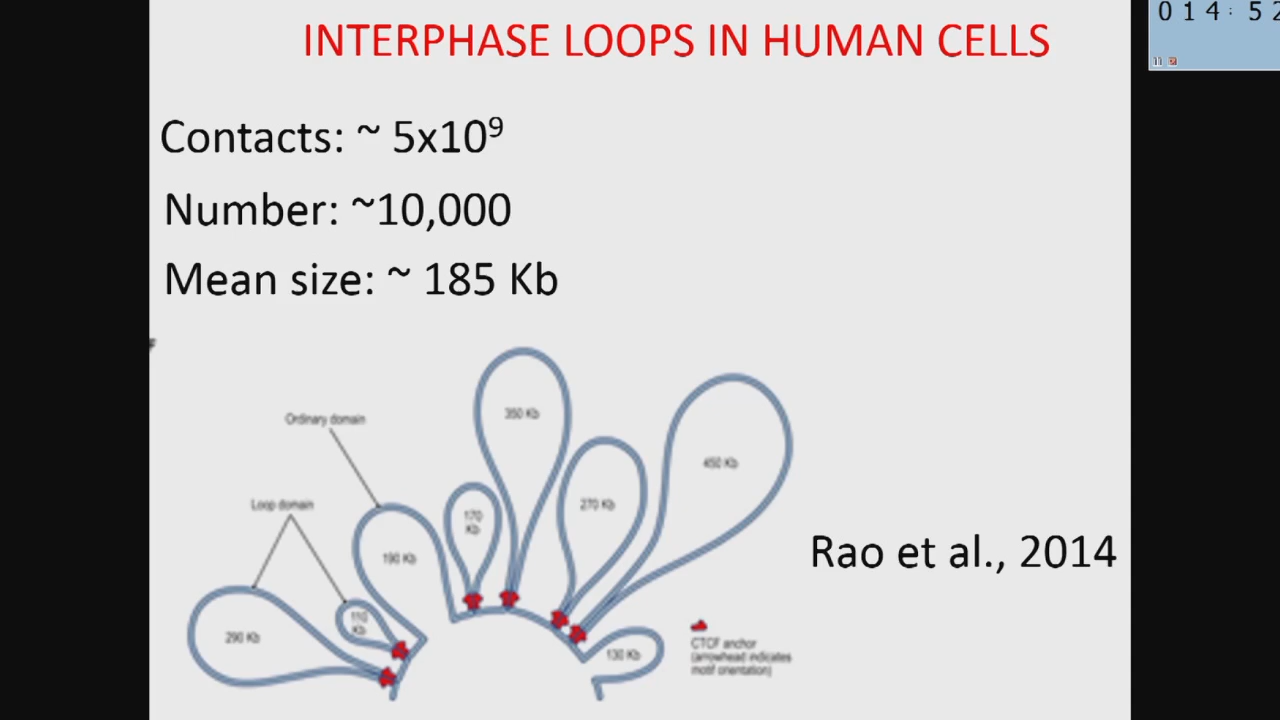 INTERPHASE LOOPS IN HUMAN CELLS
014:52
Contacts: ~ 5x10⁹
Number: ~10,000
Mean size: ~ 185 Kb
Ordinary domain
350 Kb
450 Kb
Loop domain
270 Kb
170
Kb
190 Kb
Rao et al., 2014
110
Kb
290 Kb
130 Kb
CTCF anchor
(arrowhead indicates
motif orientation)